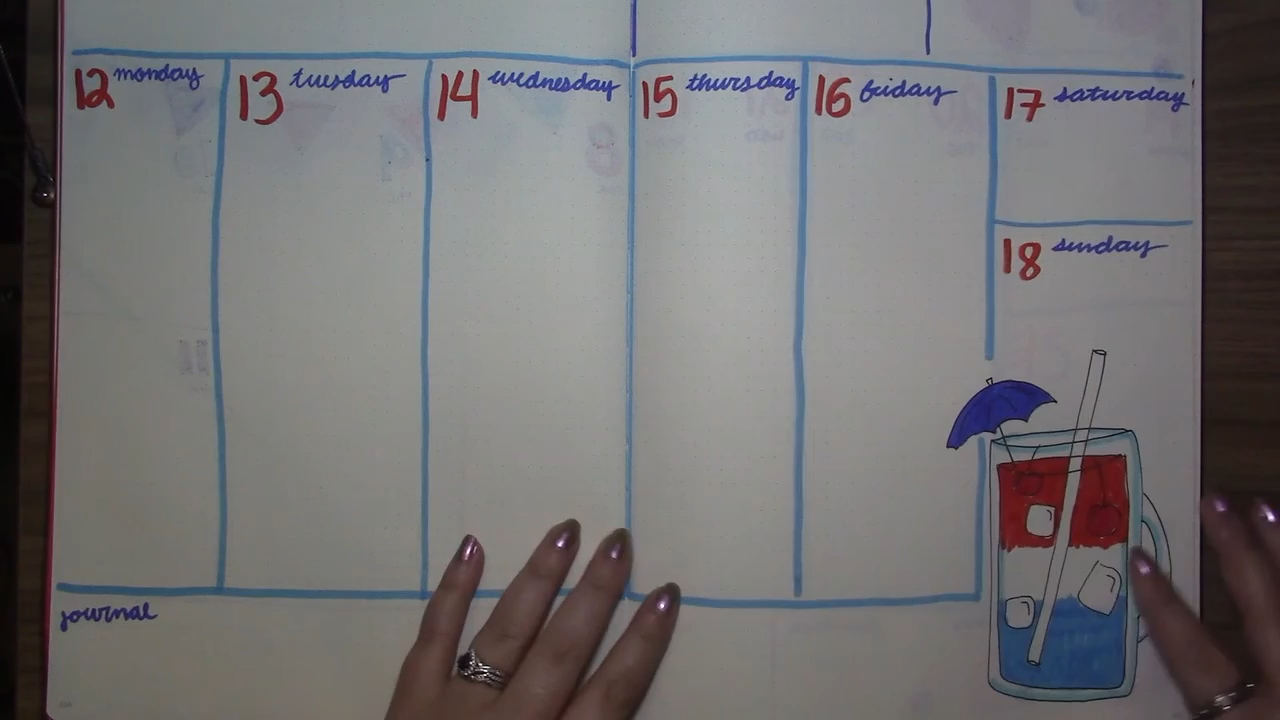 12 monday
13 tuesday
14 wednesday
15 thursday
16 friday
17 saturday
18 sunday
journal